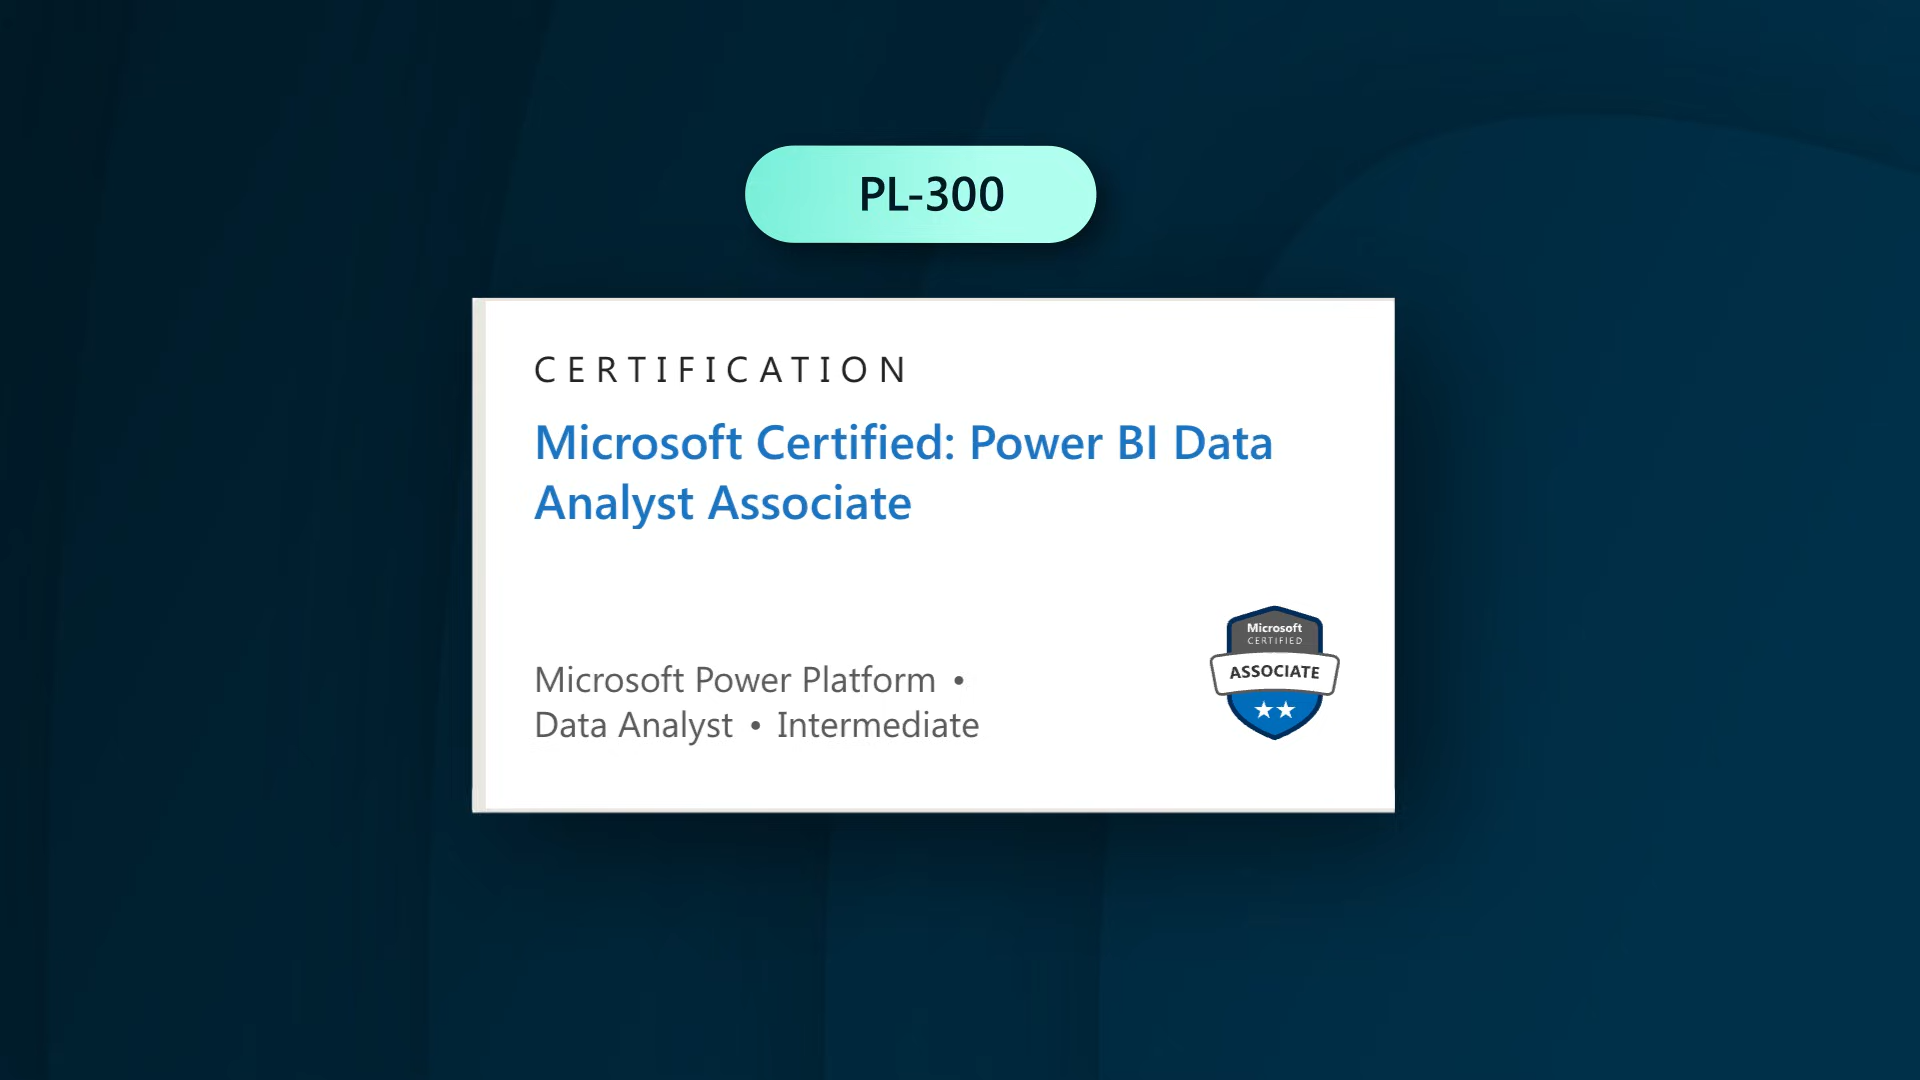 PL-300
CERTIFICATION
Microsoft Certified: Power BI Data
Analyst Associate
Microsoft Power Platform •
Data Analyst • Intermediate
Microsoft
CERTIFIED
ASSOCIATE